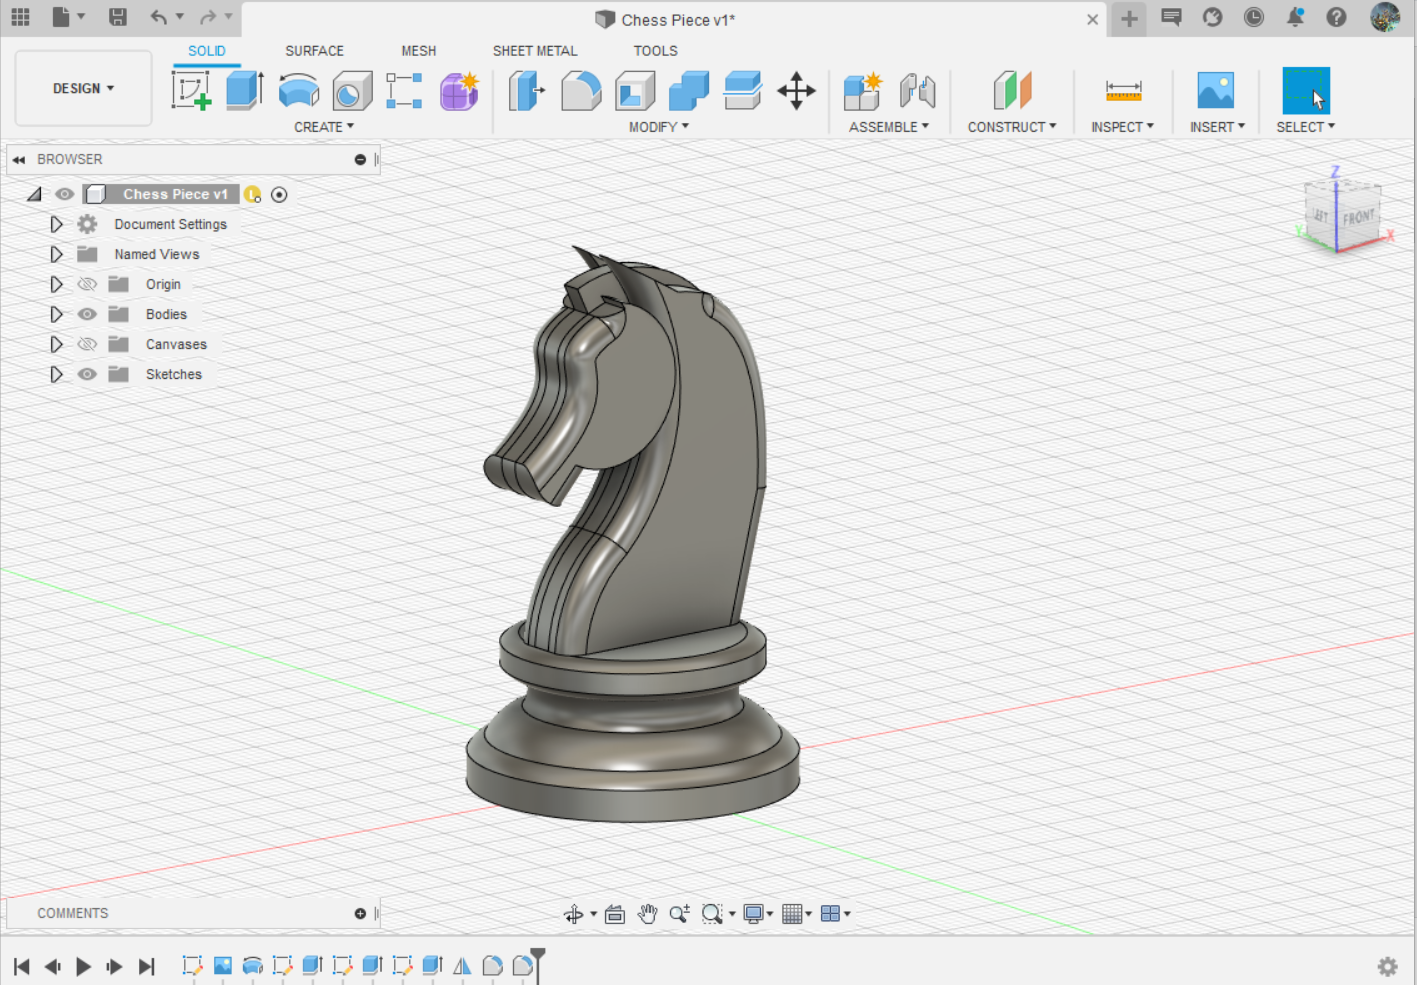 Chess Piece v1*
SOLID
SURFACE
MESH
SHEET METAL
TOOLS
DESIGN
CREATE
MODIFY
ASSEMBLE
CONSTRUCT
INSPECT
INSERT
SELECT
BROWSER
Chess Piece v1
Document Settings
Named Views
Origin
Bodies
Canvases
Sketches
Z
FRONT
Y
X
COMMENTS